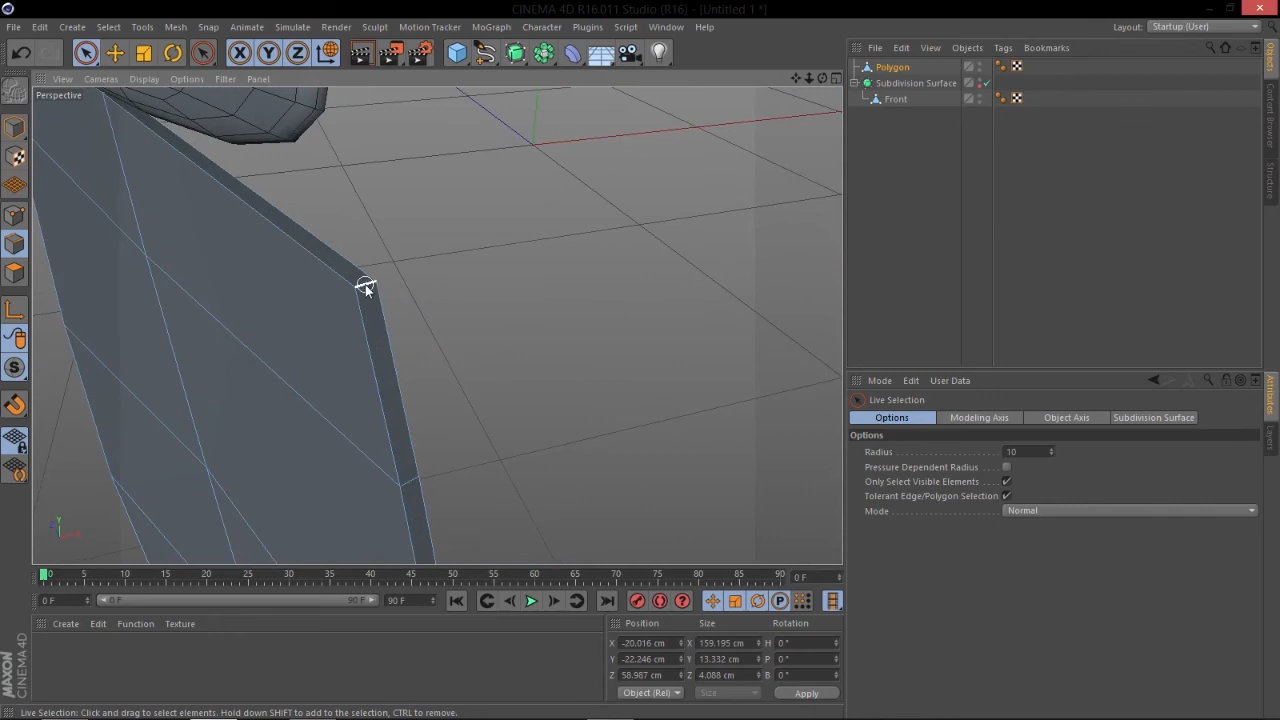 CINEMA 4D R16.011 Studio (R16) - [Untitled 1 *]
File Edit Create Select Tools Mesh Snap Animate Simulate Render Sculpt Motion Tracker MoGraph Character Plugins Script Window Help
Layout: Startup (User)
X Y Z
View Cameras Display Options Filter Panel
Perspective
File Edit View Objects Tags Bookmarks
Polygon
Subdivision Surface
Front
Objects
Content Browser
Structure
Mode Edit User Data
Live Selection
Options Modeling Axis Object Axis Subdivision Surface
Options
Radius 10
Pressure Dependent Radius
Only Select Visible Elements
Tolerant Edge/Polygon Selection
Mode Normal
Attributes
Layers
S
Y
0 5 10 15 20 25 30 35 40 45 50 55 60 65 70 75 80 85 90 0 F
0 F 0 F 90 F 90 F
P
Create Edit Function Texture
Position Size Rotation
X -20.016 cm X 159.195 cm H 0 °
Y -22.246 cm Y 13.332 cm P 0 °
Z 58.987 cm Z 4.088 cm B 0 °
Object (Rel) Size Apply
MAXON CINEMA 4D
Live Selection: Click and drag to select elements. Hold down SHIFT to add to the selection, CTRL to remove.